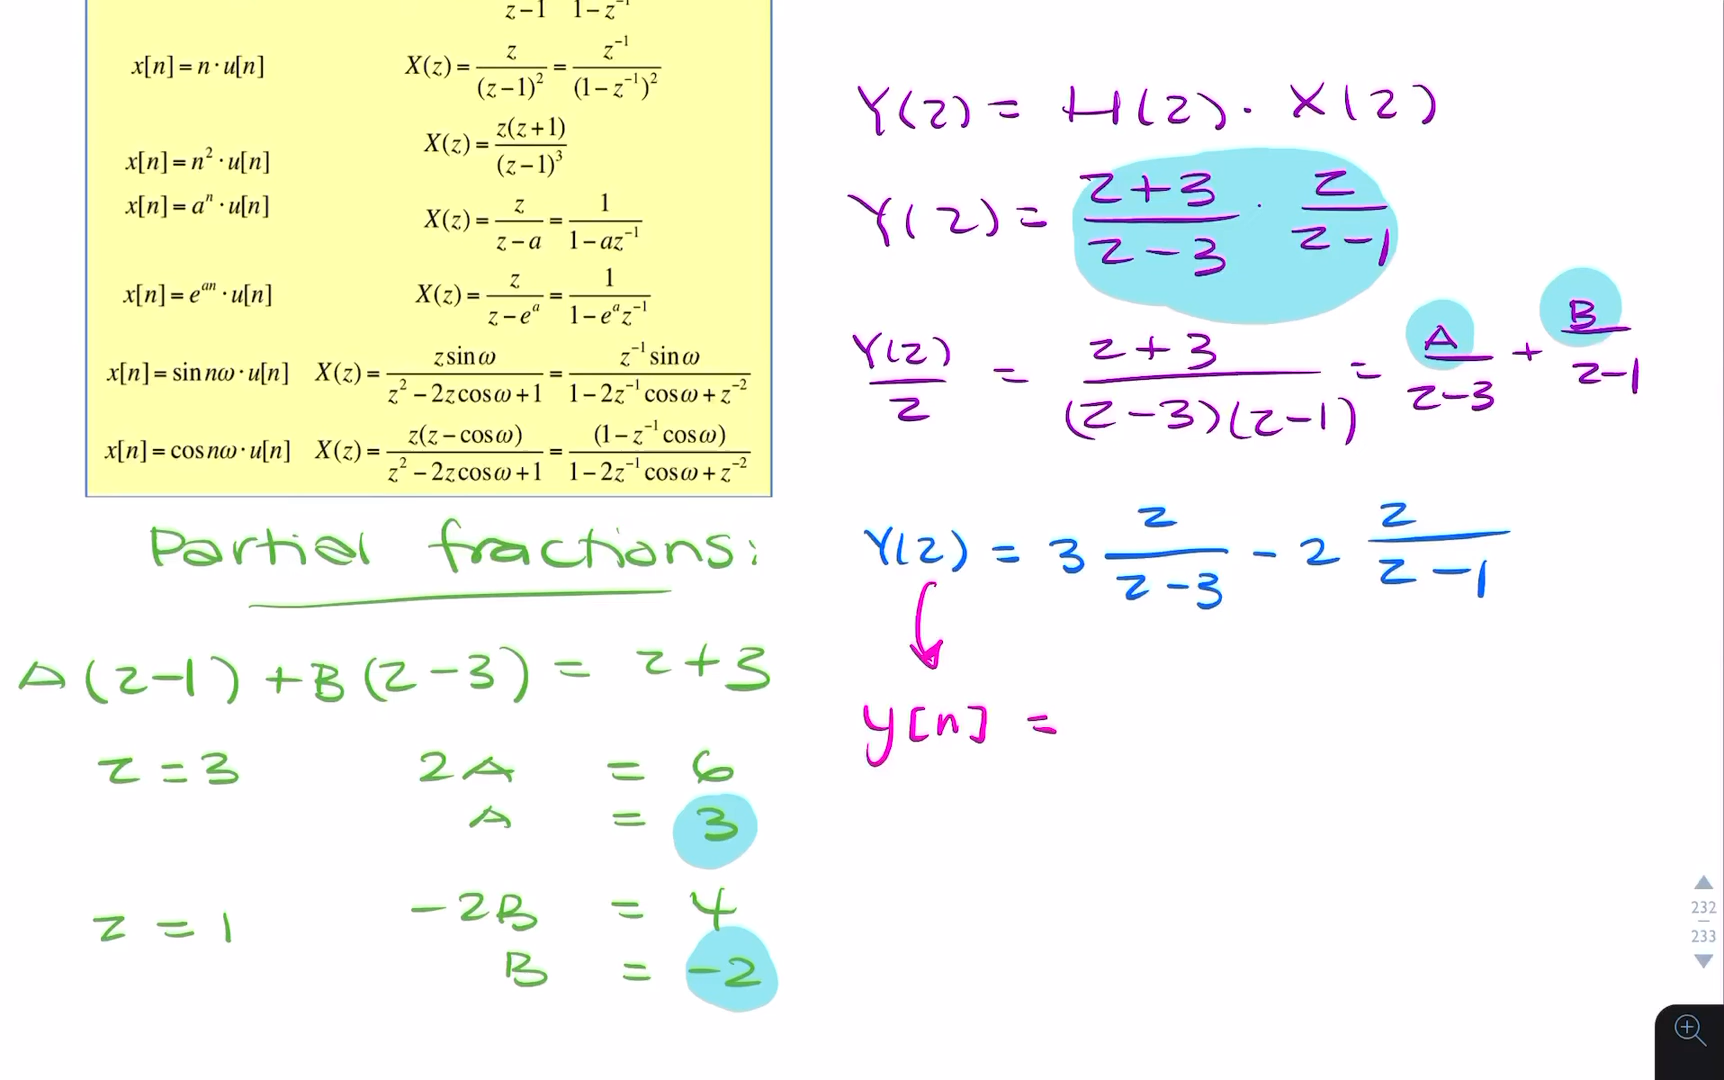 z−1 1−z⁻¹
x[n] = n · u[n] X(z) = z/(z−1)² = z⁻¹/(1−z⁻¹)²
x[n] = n² · u[n] X(z) = z(z+1)/(z−1)³
x[n] = aⁿ · u[n] X(z) = z/(z−a) = 1/(1−az⁻¹)
x[n] = eᵃⁿ · u[n] X(z) = z/(z−eᵃ) = 1/(1−eᵃz⁻¹)
x[n] = sin nω · u[n] X(z) = z sin ω/(z²−2z cos ω+1) = z⁻¹ sin ω/(1−2z⁻¹ cos ω+z⁻²)
x[n] = cos nω · u[n] X(z) = z(z−cos ω)/(z²−2z cos ω+1) = (1−z⁻¹ cos ω)/(1−2z⁻¹ cos ω+z⁻²)
Partial fractions:
A(z−1) + B(z−3) = z+3
z = 3 2A = 6
A = 3
z = 1 −2B = 4
B = −2
Y(z) = H(z) · X(z)
Y(z) = (z+3)/(z−3) · z/(z−1)
Y(z)/z = (z+3)/((z−3)(z−1)) = A/(z−3) + B/(z−1)
Y(z) = 3 z/(z−3) − 2 z/(z−1)
y[n] =
232
233